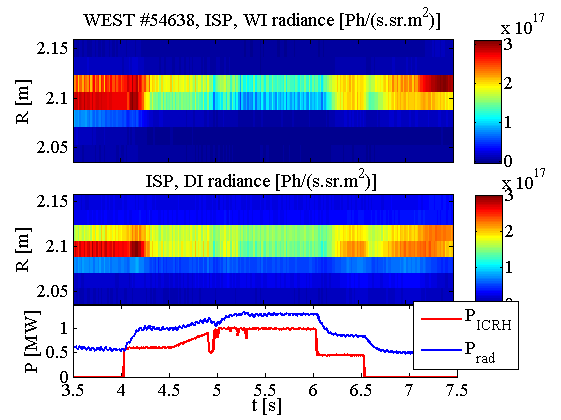 WEST #54638, ISP, WI radiance [Ph/(s.sr.m²)]
x 10¹⁷
2.15
2.1
2.05
R [m]
3
2
1
0
ISP, DI radiance [Ph/(s.sr.m²)]
x 10¹⁷
2.15
2.1
2.05
R [m]
3
2
1
0
1
0.5
0
P [MW]
P_ICRH
P_rad
3.5 4 4.5 5 5.5 6 6.5 7 7.5
t [s]